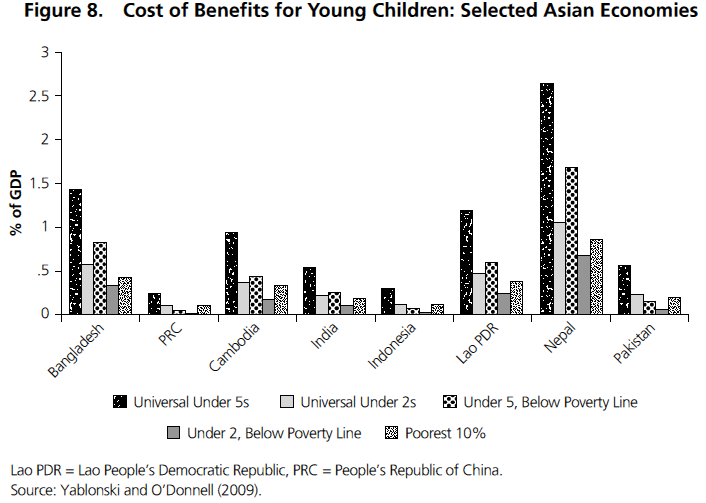 Figure 8. Cost of Benefits for Young Children: Selected Asian Economies
3
2.5
2
1.5
1
.5
0
% of GDP
Bangladesh
PRC
Cambodia
India
Indonesia
Lao PDR
Nepal
Pakistan
Universal Under 5s Universal Under 2s Under 5, Below Poverty Line
Under 2, Below Poverty Line Poorest 10%
Lao PDR = Lao People's Democratic Republic, PRC = People's Republic of China.
Source: Yablonski and O'Donnell (2009).